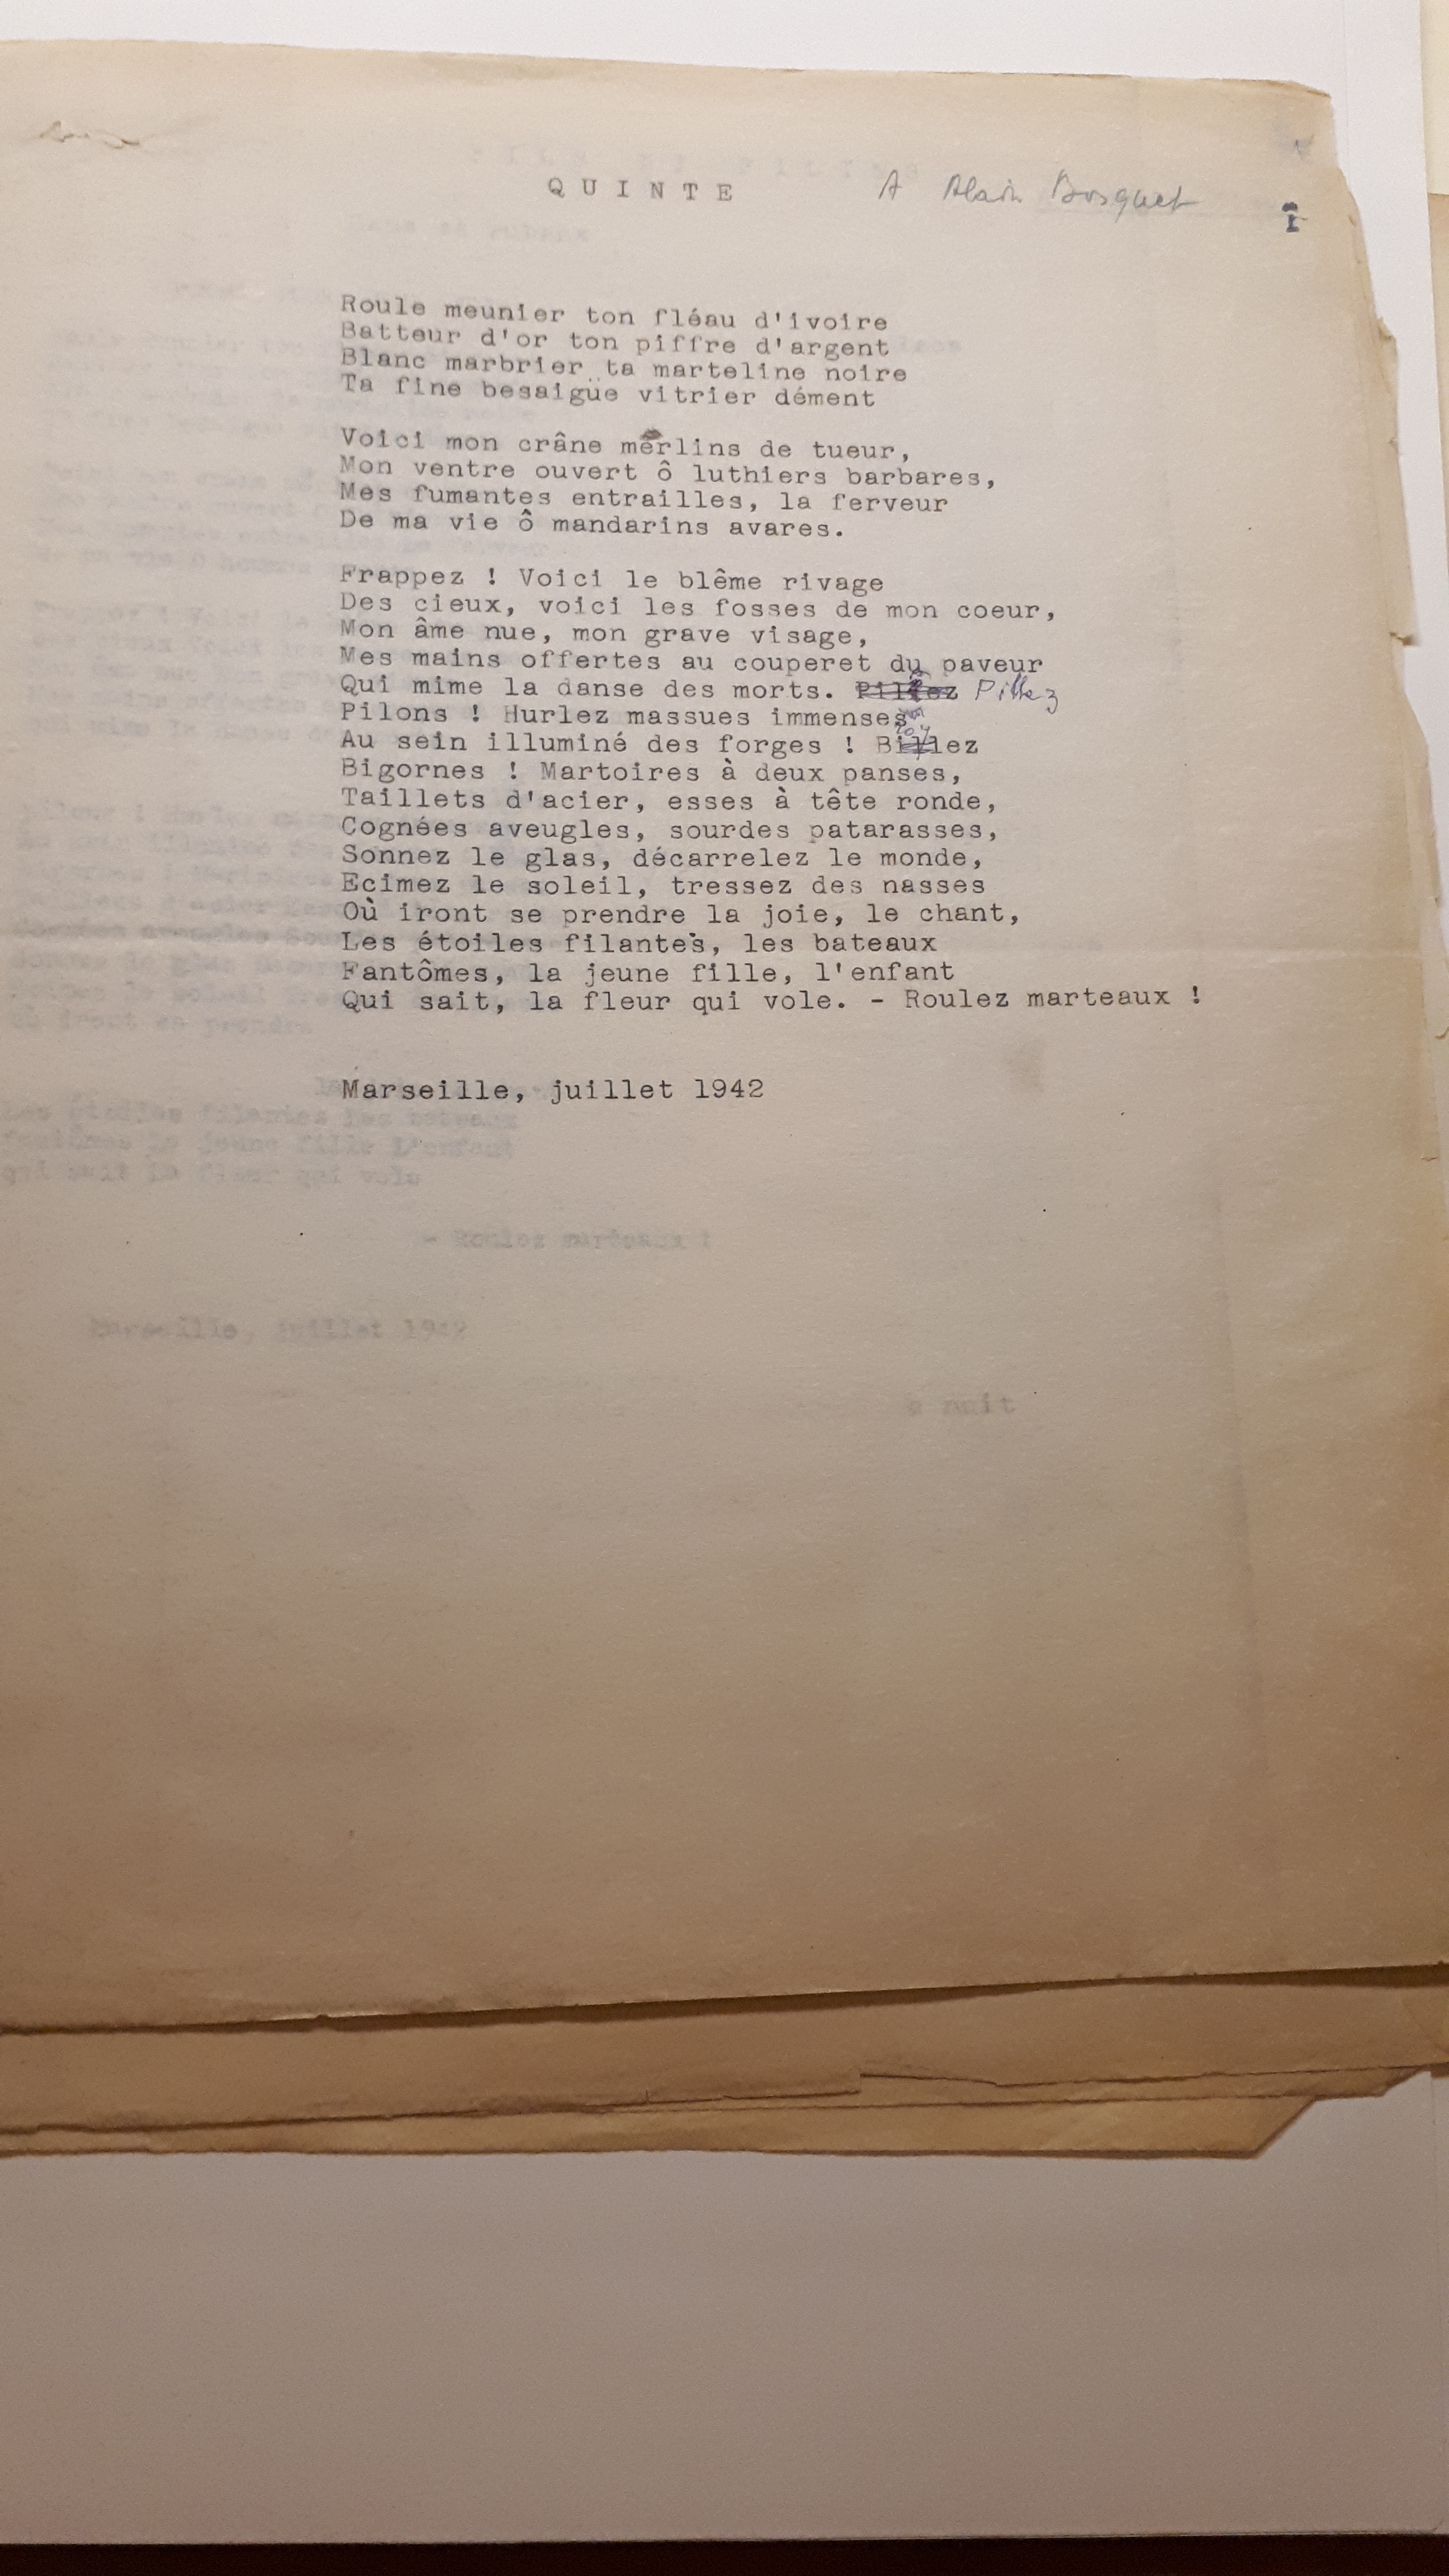 QUINTE A Alain Bosquet
I
Roule meunier ton fléau d'ivoire
Batteur d'or ton piffre d'argent
Blanc marbrier ta marteline noire
Ta fine besaigüe vitrier dément
Voici mon crâne merlins de tueur,
Mon ventre ouvert ô luthiers barbares,
Mes fumantes entrailles, la ferveur
De ma vie ô mandarins avares.
Frappez ! Voici le blême rivage
Des cieux, voici les fosses de mon coeur,
Mon âme nue, mon grave visage,
Mes mains offertes au couperet du paveur
Qui mime la danse des morts. Pillez
Pilons ! Hurlez massues immenses
Au sein illuminé des forges !
Bigornes ! Martoires à deux panses,
Taillets d'acier, esses à tête ronde,
Cognées aveugles, sourdes patarasses,
Sonnez le glas, décarrelez le monde,
Ecimez le soleil, tressez des nasses
Où iront se prendre la joie, le chant,
Les étoiles filantes, les bateaux
Fantômes, la jeune fille, l'enfant
Qui sait, la fleur qui vole. - Roulez marteaux !
Marseille, juillet 1942